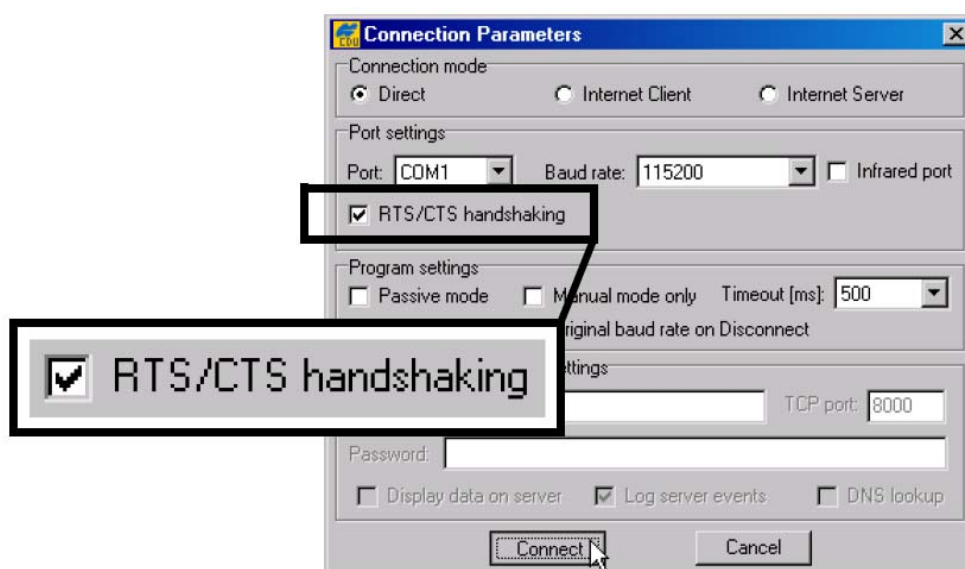 CDU Connection Parameters
Connection mode
Direct Internet Client Internet Server
Port settings
Port: COM1 Baud rate: 115200 Infrared port
RTS/CTS handshaking
Program settings
Passive mode Manual mode only Timeout [ms]: 500
riginal baud rate on Disconnect
RTS/CTS handshaking
ttings
TCP port: 8000
Password:
Display data on server Log server events DNS lookup
Connect Cancel